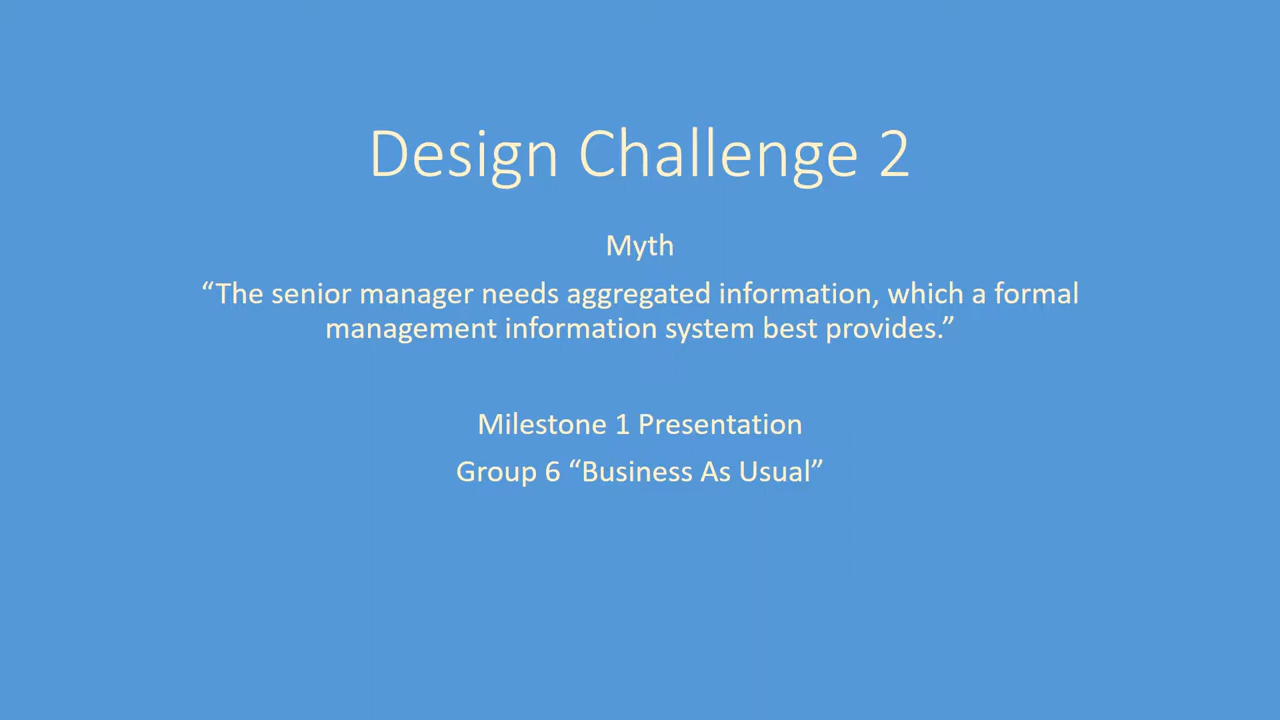 Design Challenge 2
Myth
“The senior manager needs aggregated information, which a formal
management information system best provides.”
Milestone 1 Presentation
Group 6 “Business As Usual”